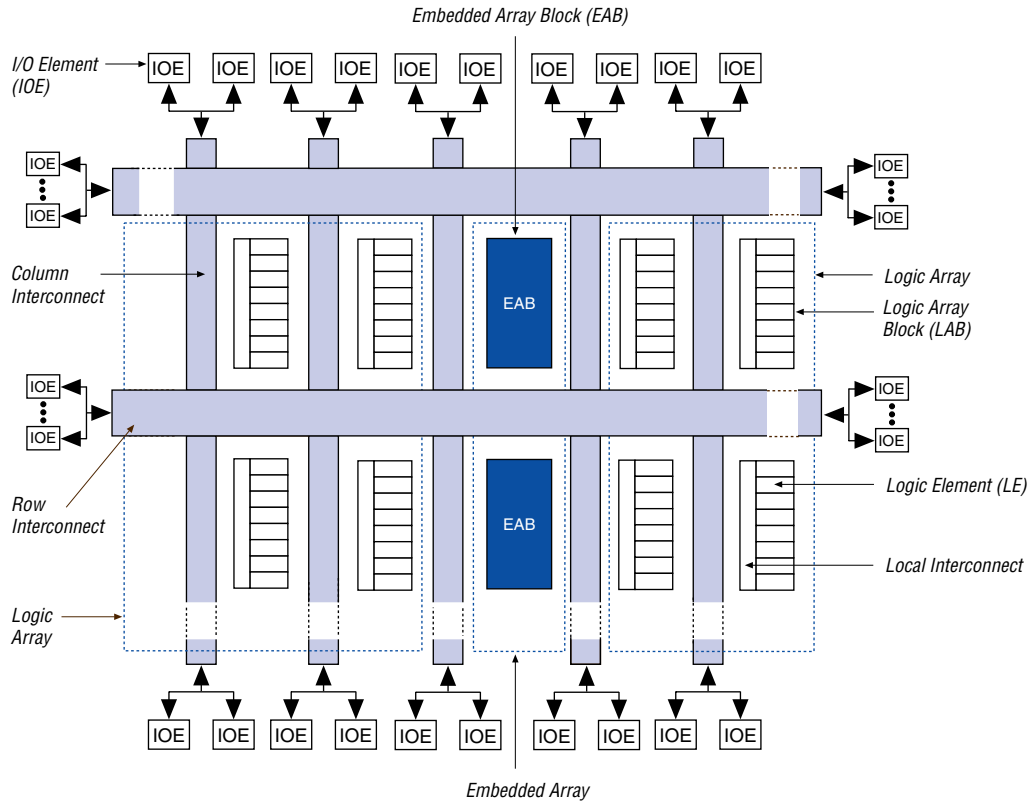 Embedded Array Block (EAB)
I/O Element
(IOE)
IOE IOE IOE IOE IOE IOE IOE IOE IOE IOE
IOE
IOE
IOE
IOE
Column
Interconnect
EAB
Logic Array
Logic Array
Block (LAB)
IOE
IOE
IOE
IOE
Row
Interconnect
EAB
Logic Element (LE)
Local Interconnect
Logic
Array
IOE IOE IOE IOE IOE IOE IOE IOE IOE IOE
Embedded Array